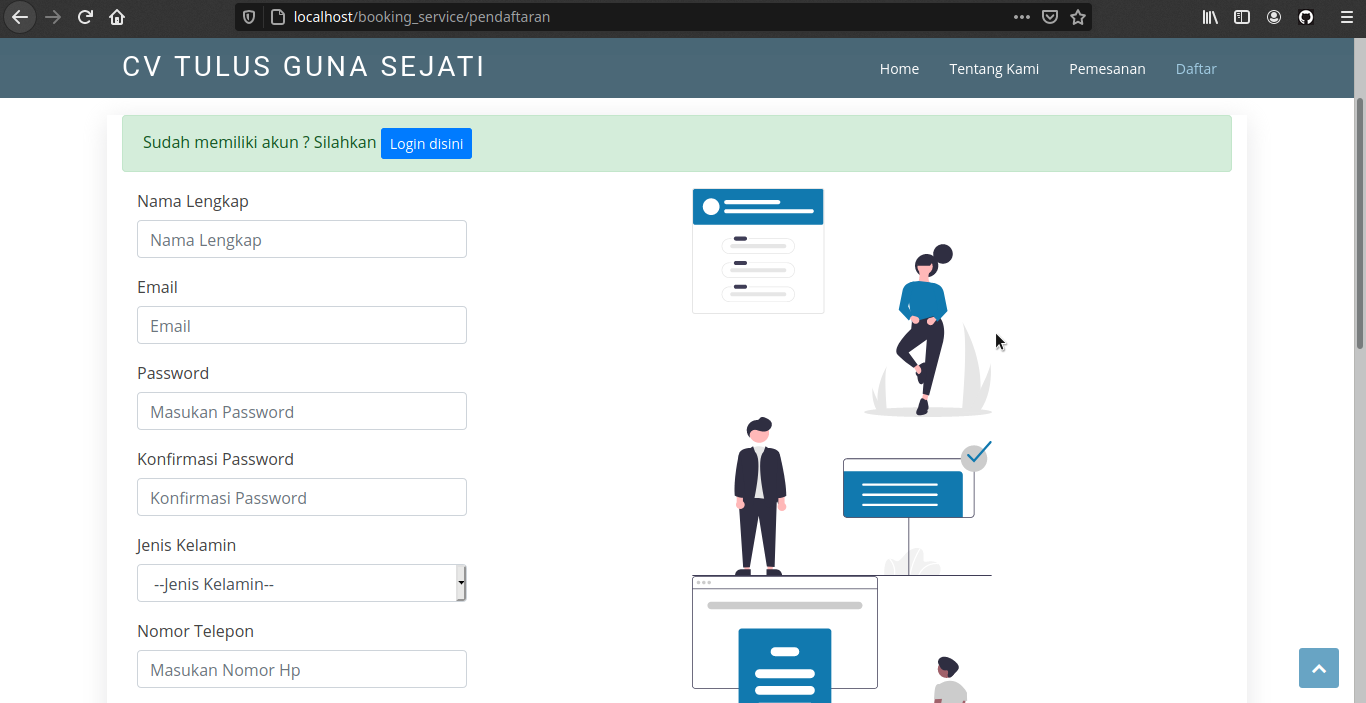 localhost/booking_service/pendaftaran
CV TULUS GUNA SEJATI
Home Tentang Kami Pemesanan Daftar
Sudah memiliki akun ? Silahkan Login disini
Nama Lengkap
Nama Lengkap
Email
Email
Password
Masukan Password
Konfirmasi Password
Konfirmasi Password
Jenis Kelamin
--Jenis Kelamin--
Nomor Telepon
Masukan Nomor Hp